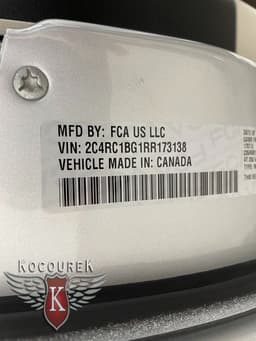 MFD BY: FCA US LLC
VIN: 2C4RC1BG1RR173138
VEHICLE MADE IN: CANADA
KOCOUREK
K